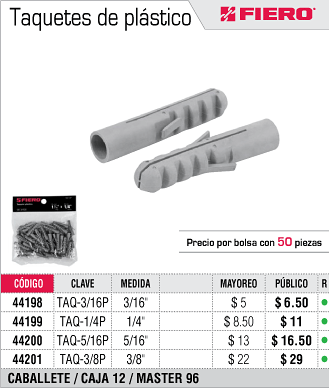 Taquetes de plástico
FIERO®
FIERO
Precio por bolsa con 50 piezas
CÓDIGO CLAVE MEDIDA MAYOREO PÚBLICO R
44198 TAQ-3/16P 3/16" $ 5 $ 6.50
44199 TAQ-1/4P 1/4" $ 8.50 $ 11
44200 TAQ-5/16P 5/16" $ 13 $ 16.50
44201 TAQ-3/8P 3/8" $ 22 $ 29
CABALLETE / CAJA 12 / MASTER 96